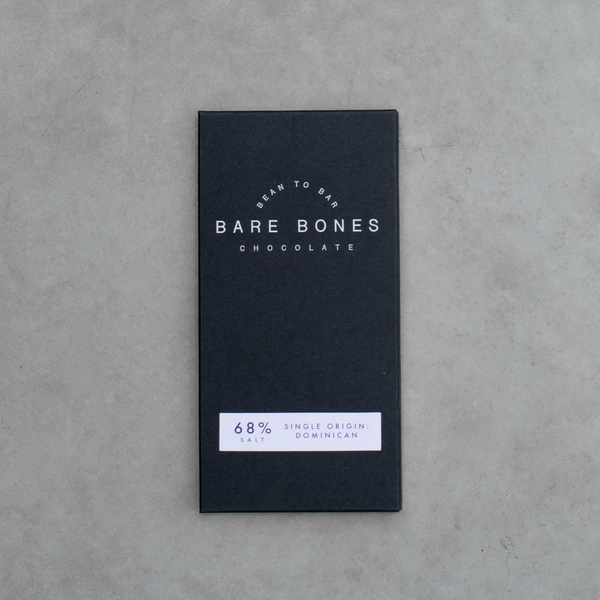 BEAN TO BAR
BARE BONES
CHOCOLATE
68%
SALT
SINGLE ORIGIN:
DOMINICAN